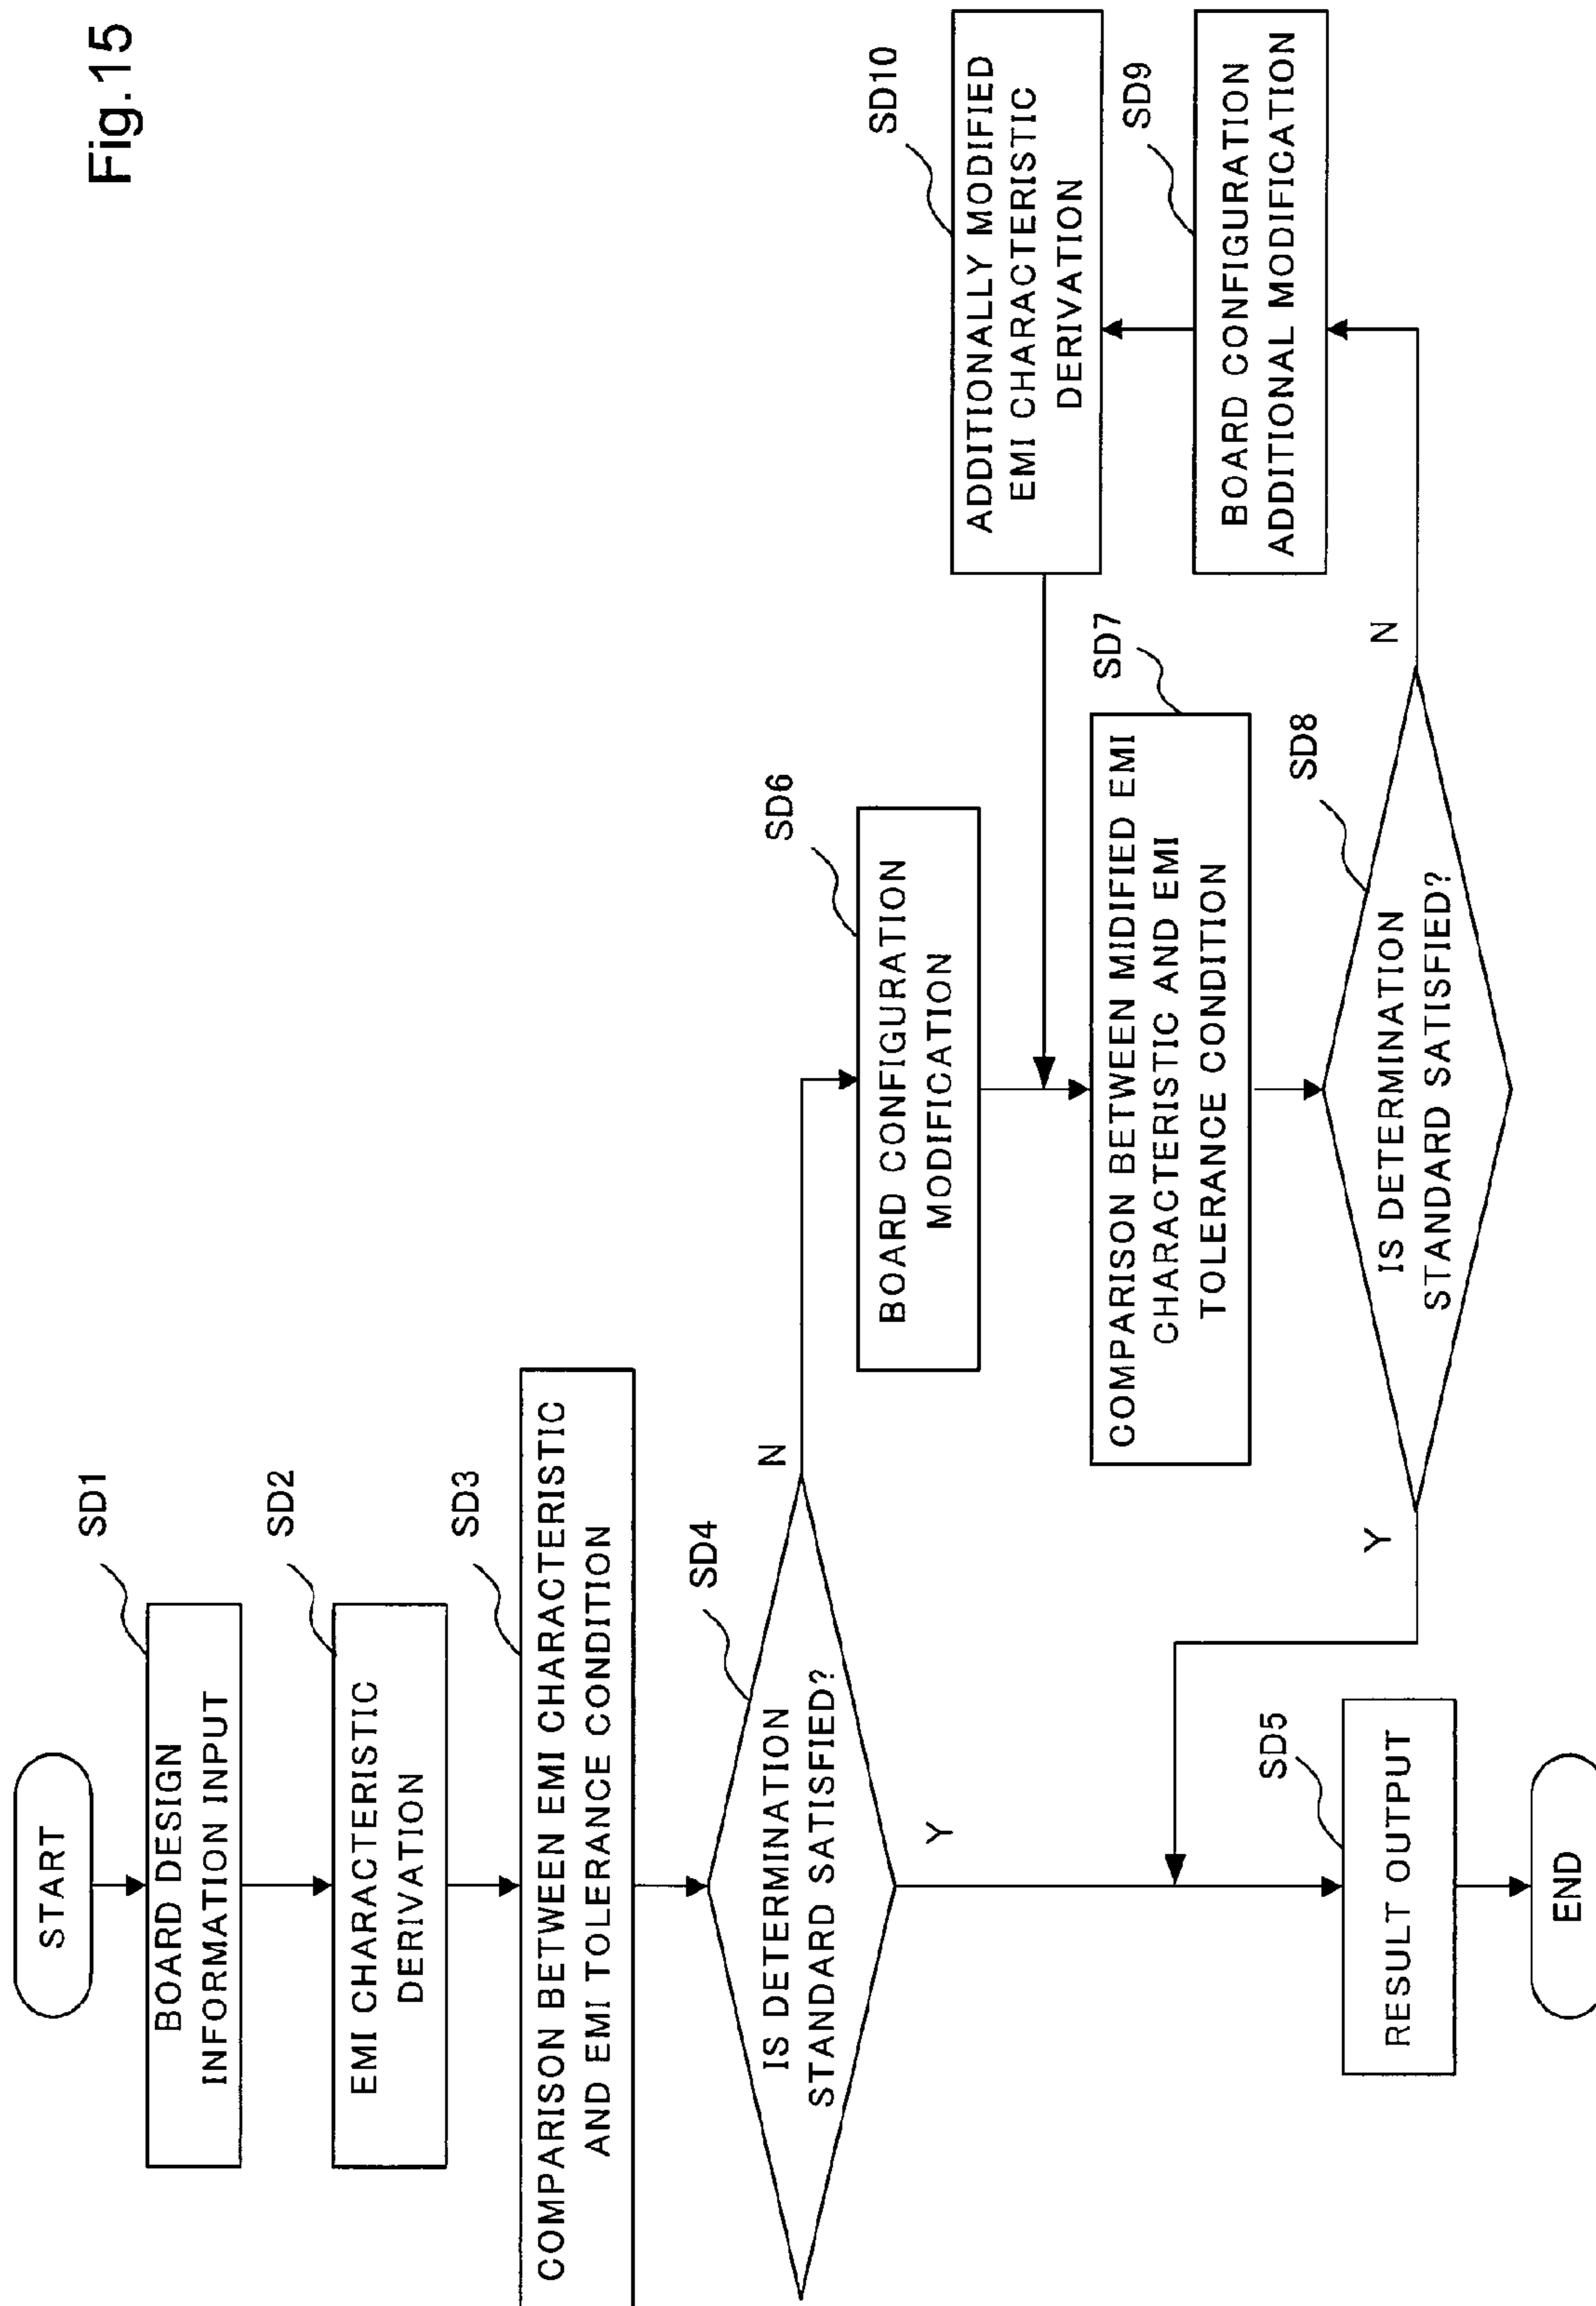 Fig.15
START
SD1
BOARD DESIGN
INFORMATION INPUT
SD2
EMI CHARACTERISTIC
DERIVATION
SD3
COMPARISON BETWEEN EMI CHARACTERISTIC
AND EMI TOLERANCE CONDITION
SD4
IS DETERMINATION
STANDARD SATISFIED?
N
Y
SD5
RESULT OUTPUT
END
SD6
BOARD CONFIGURATION
MODIFICATION
SD7
COMPARISON BETWEEN MIDIFIED EMI
CHARACTERISTIC AND EMI
TOLERANCE CONDITION
SD8
IS DETERMINATION
STANDARD SATISFIED?
Y
N
SD9
BOARD CONFIGURATION
ADDITIONAL MODIFICATION
SD10
ADDITIONALLY MODIFIED
EMI CHARACTERISTIC
DERIVATION